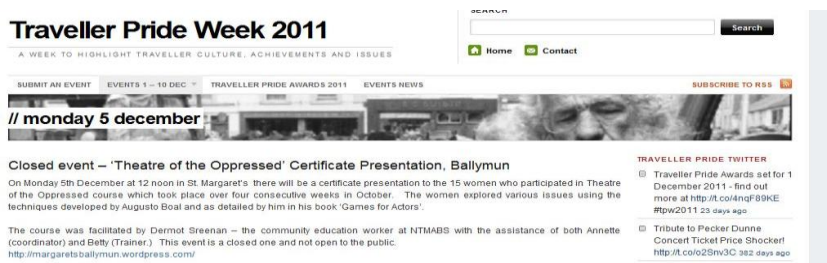 SEARCH
Traveller Pride Week 2011
Search
A WEEK TO HIGHLIGHT TRAVELLER CULTURE, ACHIEVEMENTS AND ISSUES
Home Contact
SUBMIT AN EVENT EVENTS 1 – 10 DEC TRAVELLER PRIDE AWARDS 2011 EVENTS NEWS SUBSCRIBE TO RSS
// monday 5 december
Closed event – 'Theatre of the Oppressed' Certificate Presentation, Ballymun
On Monday 5th December at 12 noon in St. Margaret's there will be a certificate presentation to the 15 women who participated in Theatre
of the Oppressed course which took place over four consecutive weeks in October. The women explored various issues using the
techniques developed by Augusto Boal and as detailed by him in his book 'Games for Actors'.
The course was facilitated by Dermot Sreenan – the community education worker at NTMABS with the assistance of both Annette
(coordinator) and Betty (Trainer.) This event is a closed one and not open to the public.
http://margaretsballymun.wordpress.com/
TRAVELLER PRIDE TWITTER
Traveller Pride Awards set for 1
December 2011 - find out
more at http://t.co/4nqF89KE
#tpw2011 23 days ago
Tribute to Pecker Dunne
Concert Ticket Price Shocker!
http://t.co/o2Snv3C 382 days ago